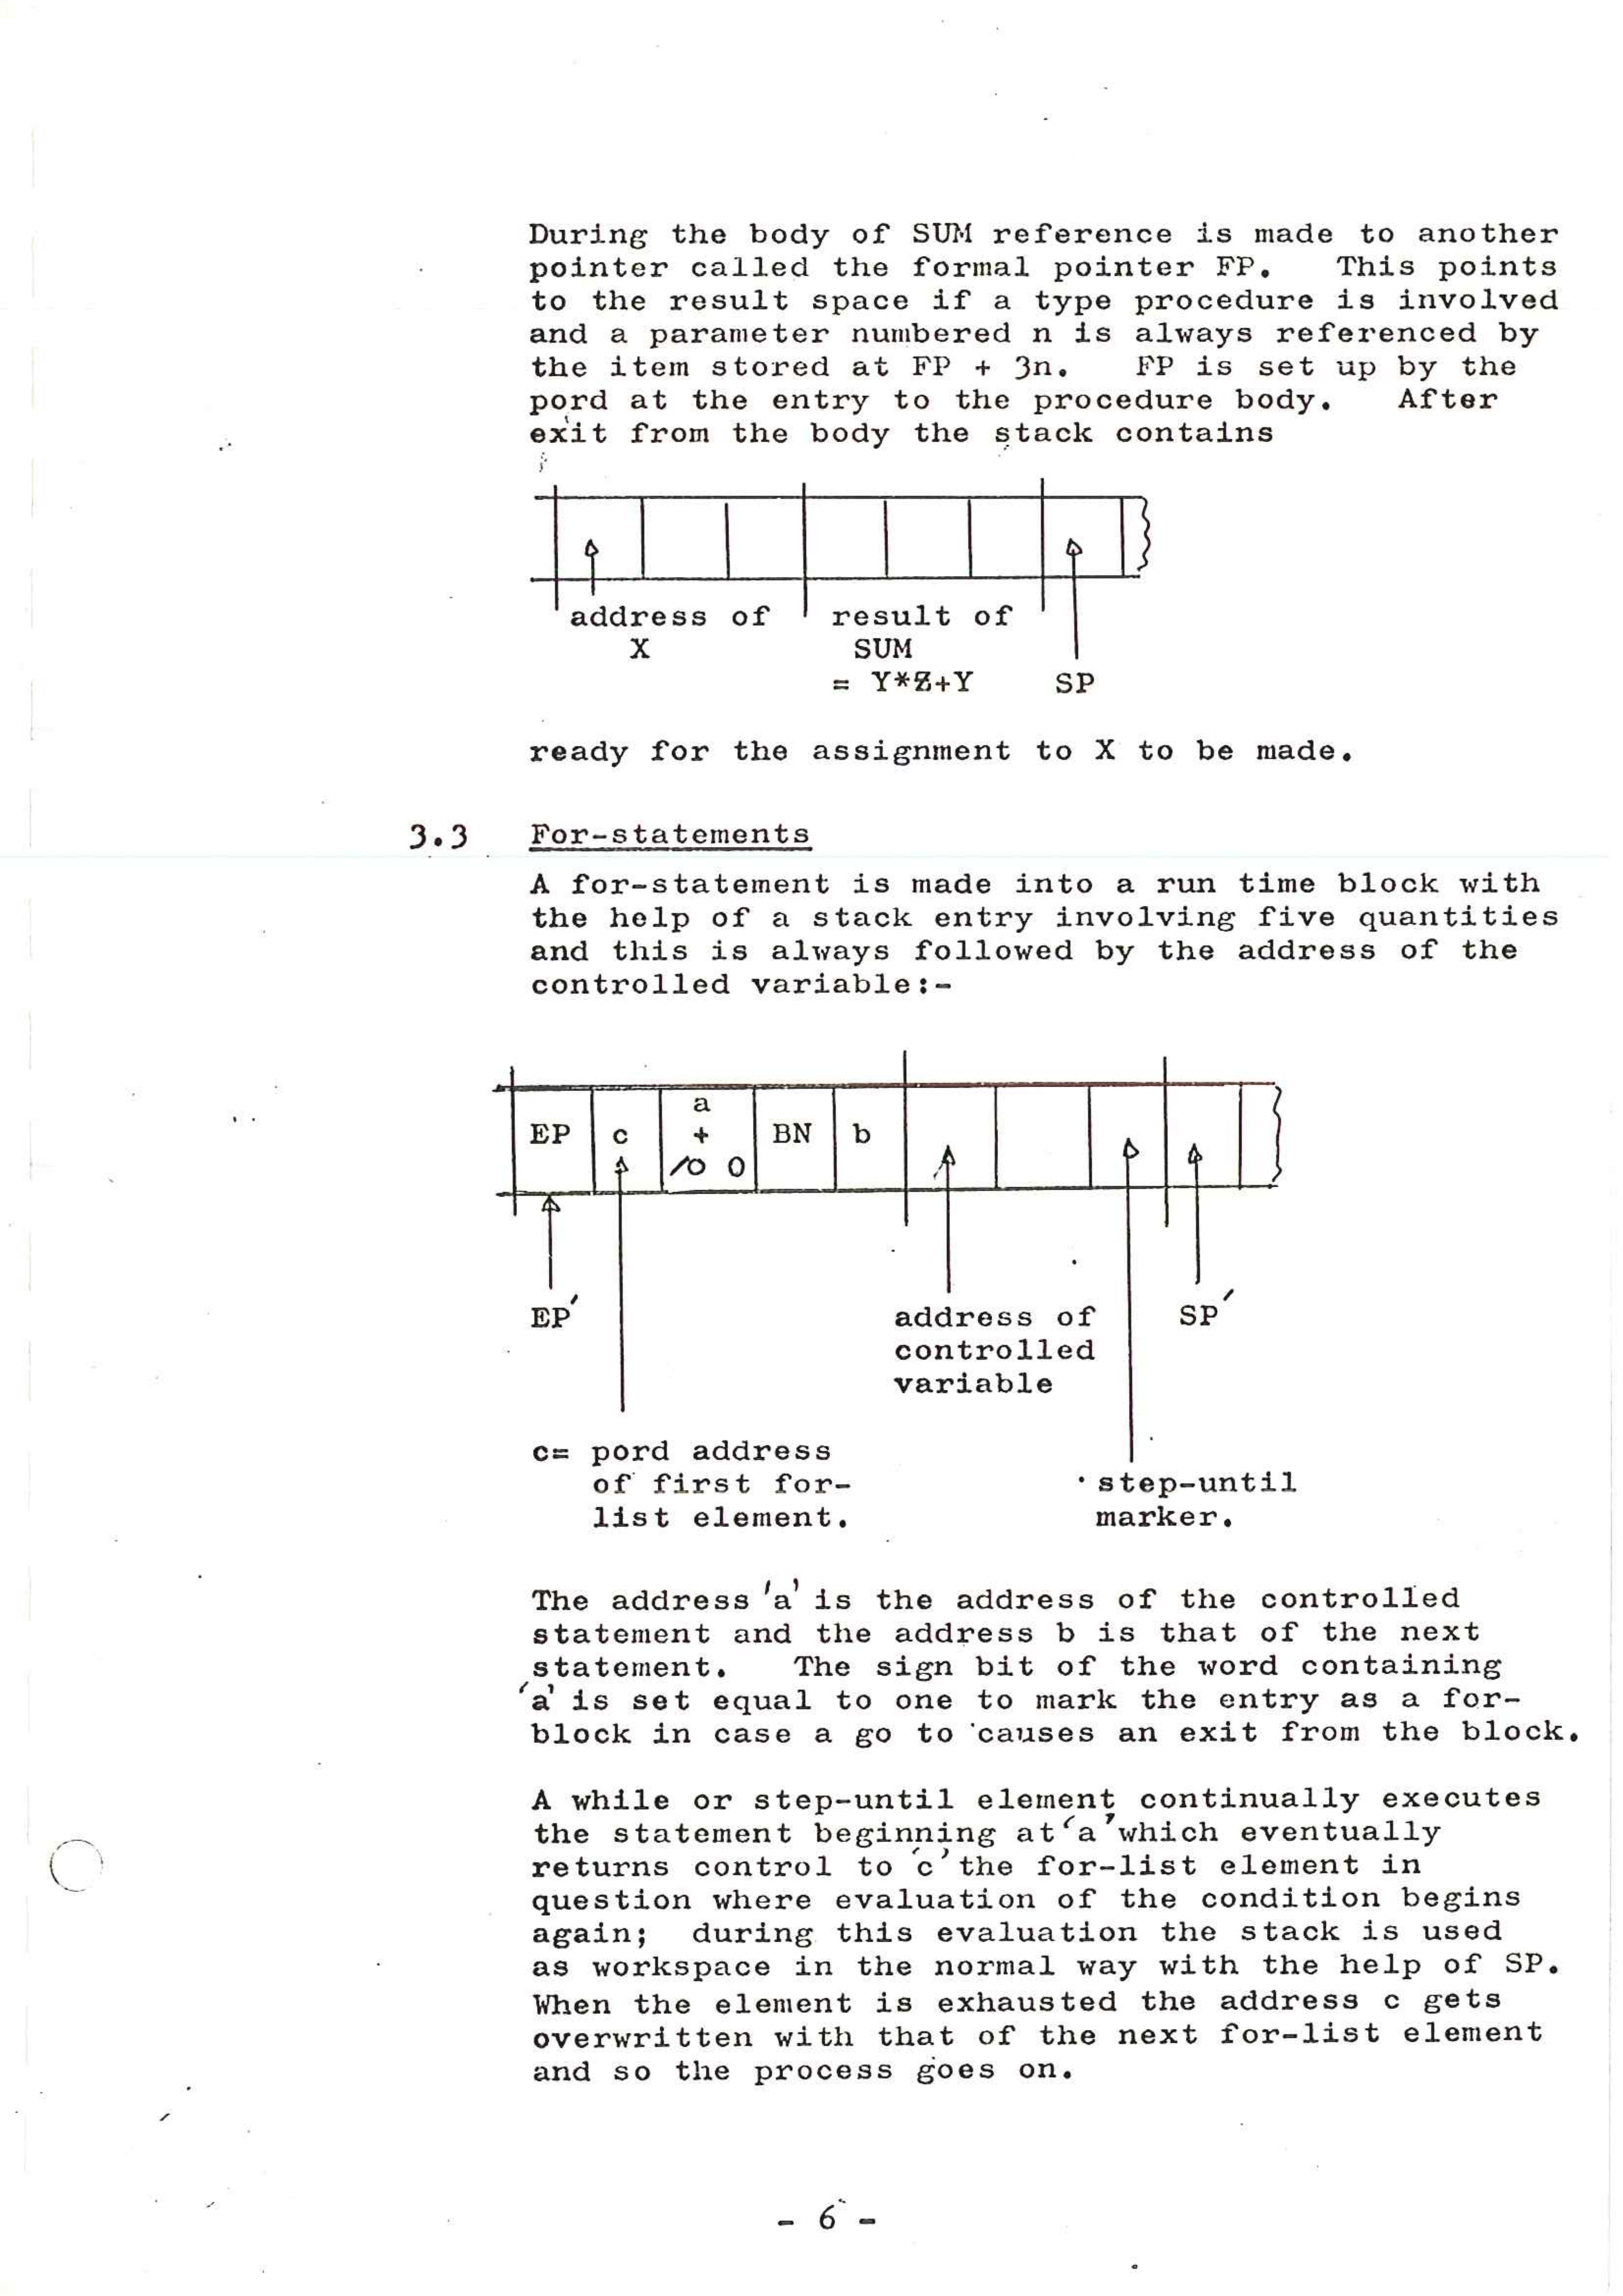 During the body of SUM reference is made to another
pointer called the formal pointer FP. This points
to the result space if a type procedure is involved
and a parameter numbered n is always referenced by
the item stored at FP + 3n. FP is set up by the
pord at the entry to the procedure body. After
exit from the body the stack contains
address of result of
X SUM
= Y*Z+Y SP
ready for the assignment to X to be made.
3.3 For-statements
A for-statement is made into a run time block with
the help of a stack entry involving five quantities
and this is always followed by the address of the
controlled variable:-
a
EP c + BN b
/0 0
EP' address of SP'
controlled
variable
c= pord address
of first for- step-until
list element. marker.
The address 'a' is the address of the controlled
statement and the address b is that of the next
statement. The sign bit of the word containing
'a' is set equal to one to mark the entry as a for-
block in case a go to causes an exit from the block.
A while or step-until element continually executes
the statement beginning at 'a' which eventually
returns control to 'c' the for-list element in
question where evaluation of the condition begins
again; during this evaluation the stack is used
as workspace in the normal way with the help of SP.
When the element is exhausted the address c gets
overwritten with that of the next for-list element
and so the process goes on.
- 6 -